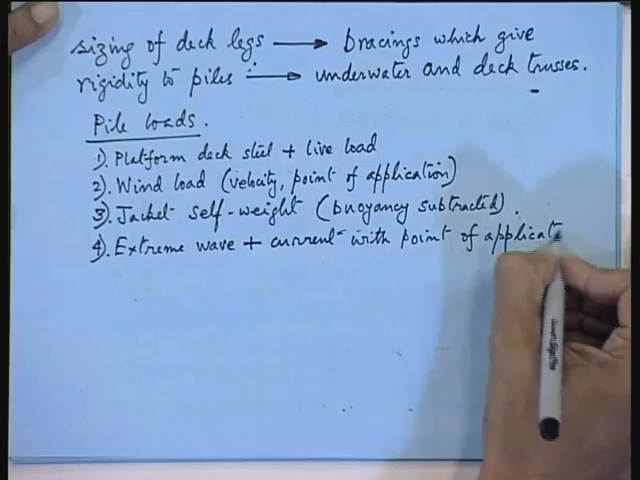 sizing of deck legs → bracings which give
rigidity to piles → underwater and deck trusses.
Pile loads.
1). Platform deck steel + live load
2). Wind load (velocity, point of application)
3). Jacket self-weight (buoyancy subtracted).
4). Extreme wave + current with point of applicat